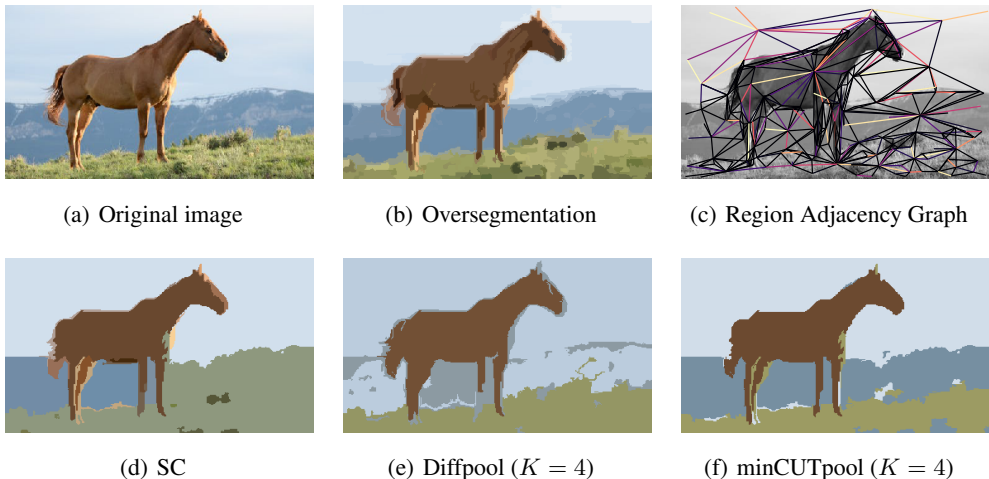 (a) Original image
(b) Oversegmentation
(c) Region Adjacency Graph
(d) SC
(e) Diffpool (K = 4)
(f) minCUTpool (K = 4)